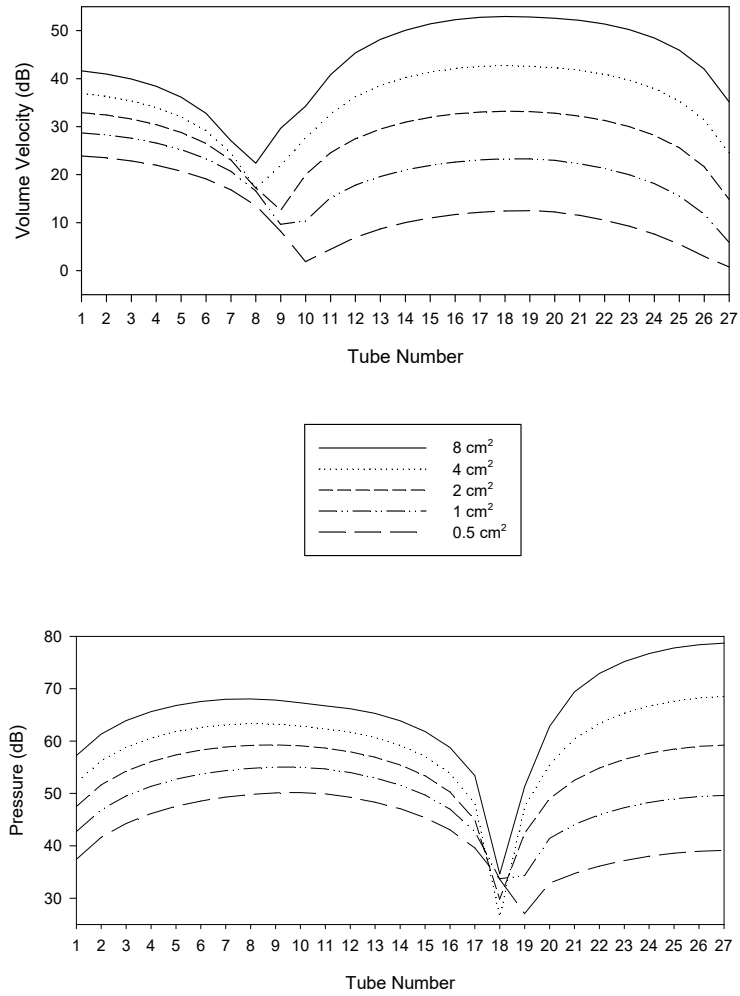 50
40
30
20
10
0
Volume Velocity (dB)
1 2 3 4 5 6 7 8 9 10 11 12 13 14 15 16 17 18 19 20 21 22 23 24 25 26 27
Tube Number
8 cm²
4 cm²
2 cm²
1 cm²
0.5 cm²
80
70
60
50
40
30
Pressure (dB)
1 2 3 4 5 6 7 8 9 10 11 12 13 14 15 16 17 18 19 20 21 22 23 24 25 26 27
Tube Number